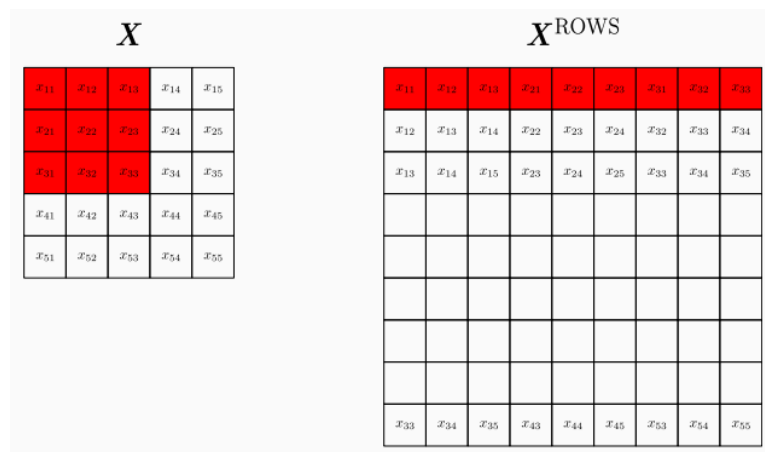 X X^ROWS
x₁₁ x₁₂ x₁₃ x₁₄ x₁₅ x₁₁ x₁₂ x₁₃ x₂₁ x₂₂ x₂₃ x₃₁ x₃₂ x₃₃
x₂₁ x₂₂ x₂₃ x₂₄ x₂₅ x₁₂ x₁₃ x₁₄ x₂₂ x₂₃ x₂₄ x₃₂ x₃₃ x₃₄
x₃₁ x₃₂ x₃₃ x₃₄ x₃₅ x₁₃ x₁₄ x₁₅ x₂₃ x₂₄ x₂₅ x₃₃ x₃₄ x₃₅
x₄₁ x₄₂ x₄₃ x₄₄ x₄₅
x₅₁ x₅₂ x₅₃ x₅₄ x₅₅
x₃₃ x₃₄ x₃₅ x₄₃ x₄₄ x₄₅ x₅₃ x₅₄ x₅₅